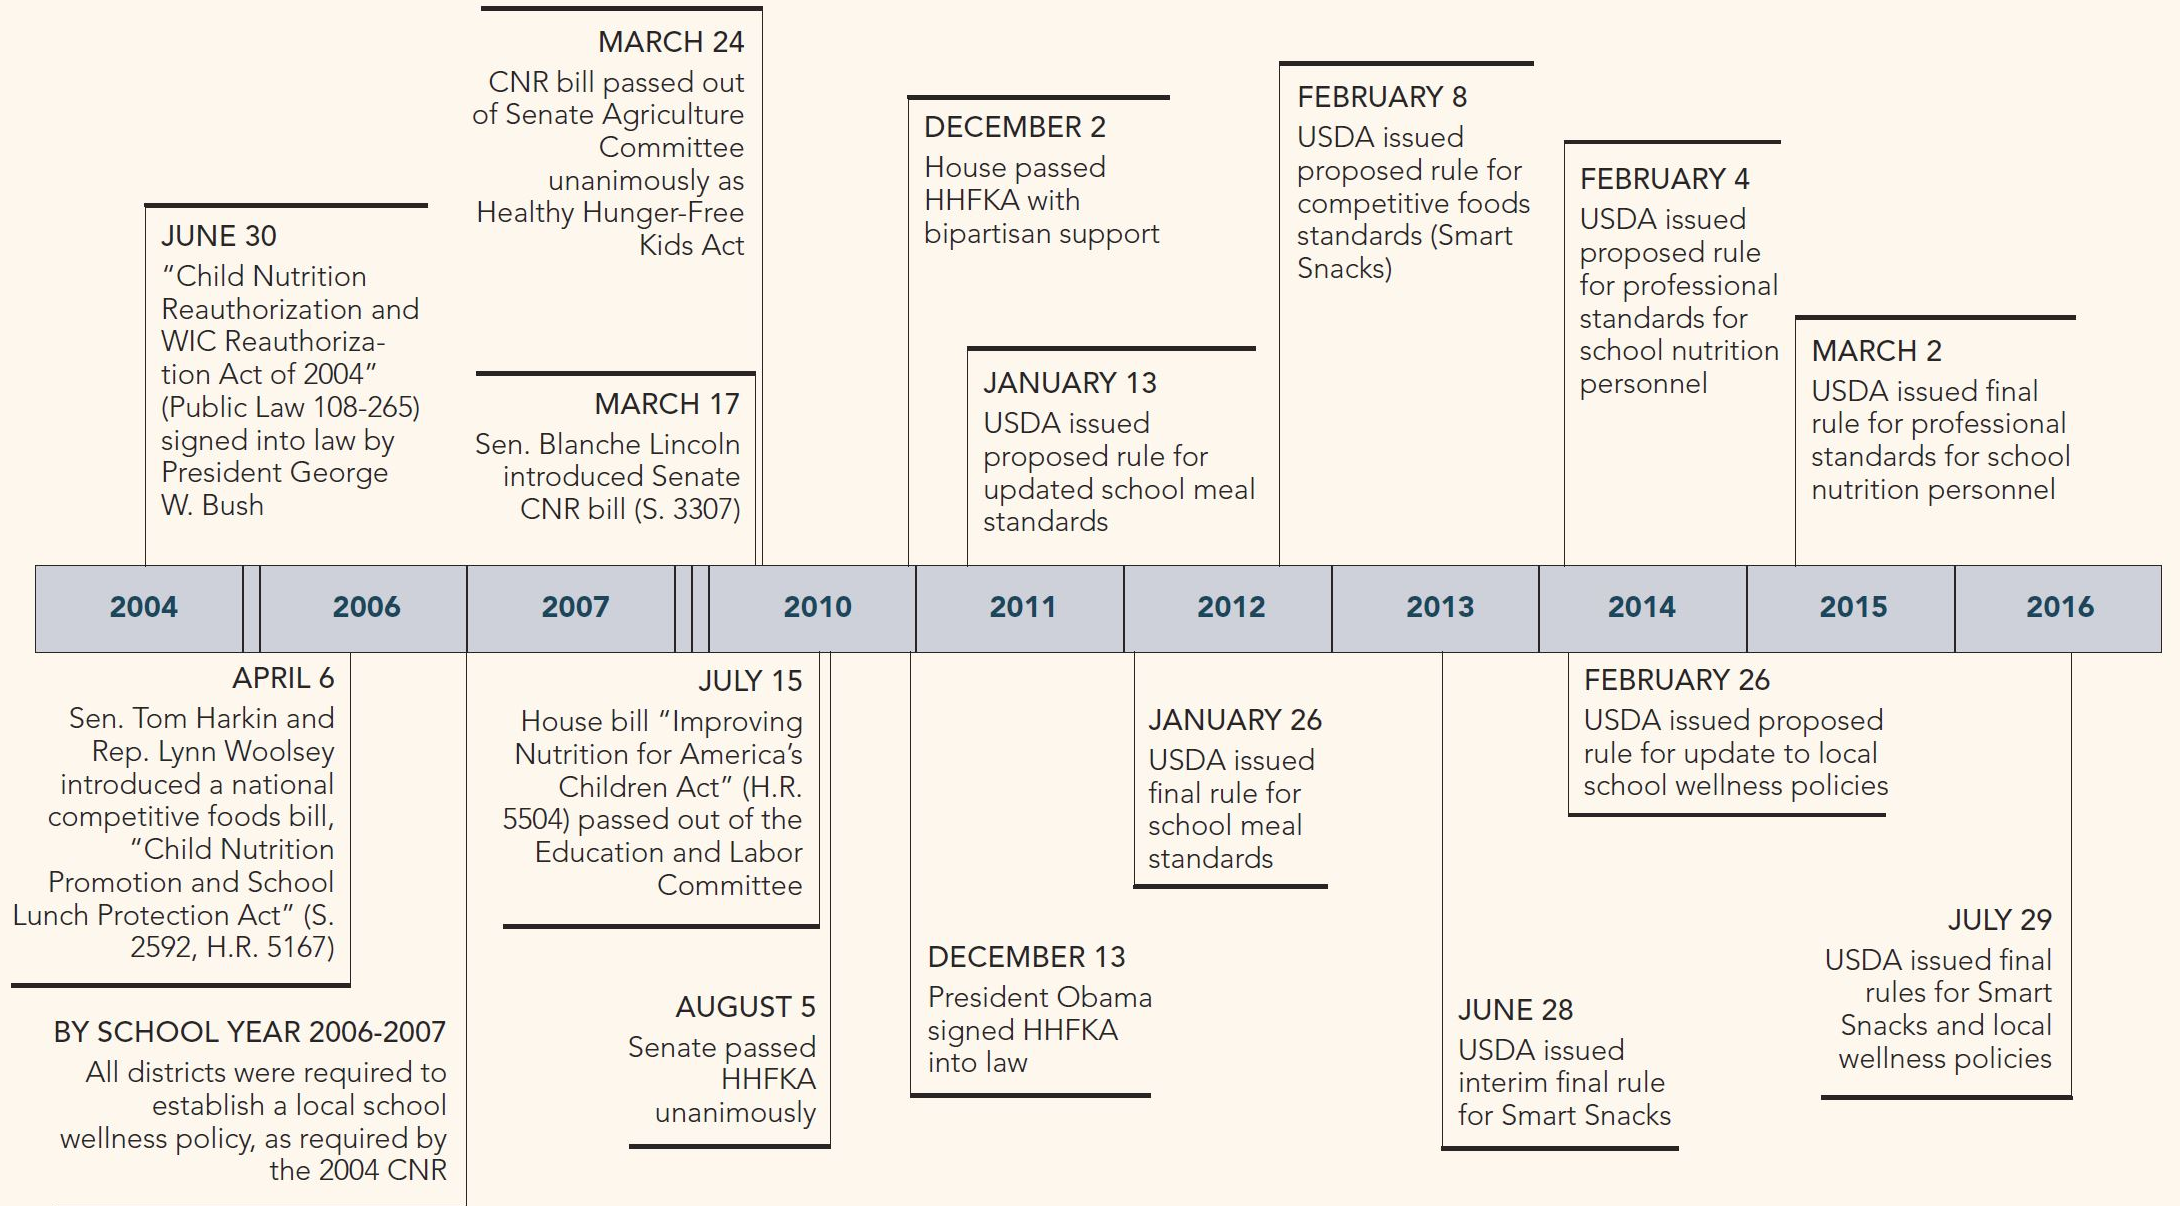 MARCH 24
CNR bill passed out
of Senate Agriculture
Committee
unanimously as
Healthy Hunger-Free
Kids Act
DECEMBER 2
House passed
HHFKA with
bipartisan support
FEBRUARY 8
USDA issued
proposed rule for
competitive foods
standards (Smart
Snacks)
FEBRUARY 4
USDA issued
proposed rule
for professional
standards for
school nutrition
personnel
JUNE 30
“Child Nutrition
Reauthorization and
WIC Reauthoriza-
tion Act of 2004”
(Public Law 108-265)
signed into law by
President George
W. Bush
MARCH 17
Sen. Blanche Lincoln
introduced Senate
CNR bill (S. 3307)
JANUARY 13
USDA issued
proposed rule for
updated school meal
standards
MARCH 2
USDA issued final
rule for professional
standards for school
nutrition personnel
2004 2006 2007 2010 2011 2012 2013 2014 2015 2016
APRIL 6
Sen. Tom Harkin and
Rep. Lynn Woolsey
introduced a national
competitive foods bill,
“Child Nutrition
Promotion and School
Lunch Protection Act” (S.
2592, H.R. 5167)
BY SCHOOL YEAR 2006-2007
All districts were required to
establish a local school
wellness policy, as required by
the 2004 CNR
JULY 15
House bill “Improving
Nutrition for America’s
Children Act” (H.R.
5504) passed out of the
Education and Labor
Committee
AUGUST 5
Senate passed
HHFKA
unanimously
DECEMBER 13
President Obama
signed HHFKA
into law
JANUARY 26
USDA issued
final rule for
school meal
standards
JUNE 28
USDA issued
interim final rule
for Smart Snacks
FEBRUARY 26
USDA issued proposed
rule for update to local
school wellness policies
JULY 29
USDA issued final
rules for Smart
Snacks and local
wellness policies